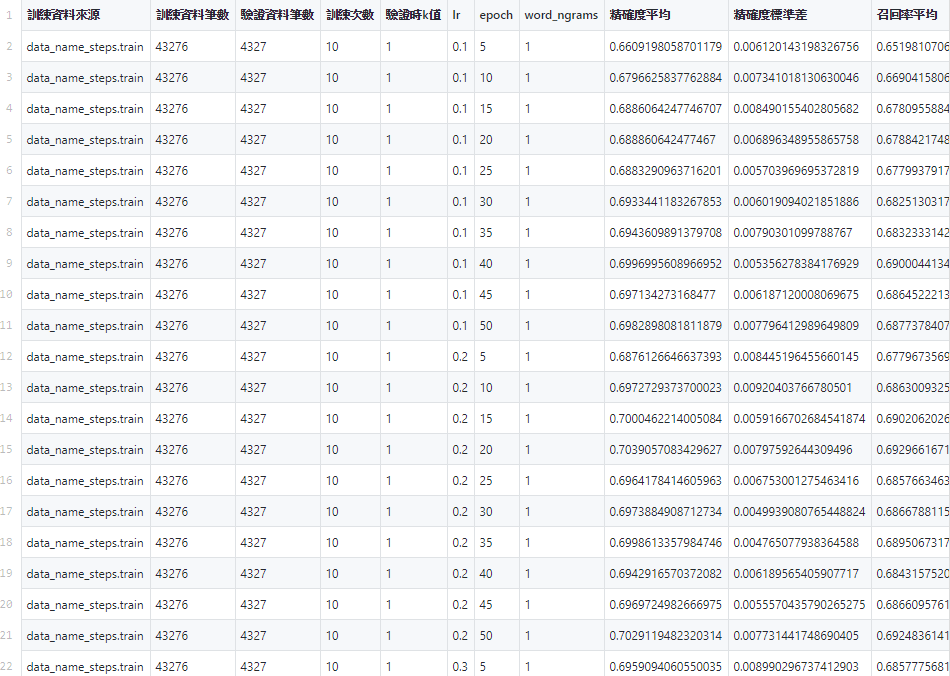 1 訓練資料來源 訓練資料筆數 驗證資料筆數 訓練次數 驗證時k值 lr epoch word_ngrams 精確度平均 精確度標準差 召回率平均
2 data_name_steps.train 43276 4327 10 1 0.1 5 1 0.6609198058701179 0.006120143198326756 0.6519810706
3 data_name_steps.train 43276 4327 10 1 0.1 10 1 0.6796625837762884 0.007341018130630046 0.6690415806
4 data_name_steps.train 43276 4327 10 1 0.1 15 1 0.6886064247746707 0.008490155402805682 0.6780955884
5 data_name_steps.train 43276 4327 10 1 0.1 20 1 0.688860642477467 0.006896348955865758 0.6788421748
6 data_name_steps.train 43276 4327 10 1 0.1 25 1 0.6883290963716201 0.005703969695372819 0.6779937917
7 data_name_steps.train 43276 4327 10 1 0.1 30 1 0.6933441183267853 0.006019094021851886 0.6825130317
8 data_name_steps.train 43276 4327 10 1 0.1 35 1 0.6943609891379708 0.00790301099788767 0.6832333142
9 data_name_steps.train 43276 4327 10 1 0.1 40 1 0.6996995608966952 0.005356278384176929 0.6900044134
10 data_name_steps.train 43276 4327 10 1 0.1 45 1 0.697134273168477 0.006187120008069675 0.6864522213
11 data_name_steps.train 43276 4327 10 1 0.1 50 1 0.6982898081811879 0.007796412989649809 0.6877378407
12 data_name_steps.train 43276 4327 10 1 0.2 5 1 0.6876126646637393 0.008445196455660145 0.6779673569
13 data_name_steps.train 43276 4327 10 1 0.2 10 1 0.6972729373700023 0.00920403766780501 0.6863009325
14 data_name_steps.train 43276 4327 10 1 0.2 15 1 0.7000462214005084 0.0059166702684541874 0.6902062026
15 data_name_steps.train 43276 4327 10 1 0.2 20 1 0.7039057083429627 0.00797592644309496 0.6929661671
16 data_name_steps.train 43276 4327 10 1 0.2 25 1 0.6964178414605963 0.006753001275463416 0.6857663463
17 data_name_steps.train 43276 4327 10 1 0.2 30 1 0.6973884908712734 0.0049939080765448824 0.6866788115
18 data_name_steps.train 43276 4327 10 1 0.2 35 1 0.6998613357984746 0.004765077938364588 0.6895067317
19 data_name_steps.train 43276 4327 10 1 0.2 40 1 0.6942916570372082 0.006189565405907717 0.6843157520
20 data_name_steps.train 43276 4327 10 1 0.2 45 1 0.6969724982666975 0.0055570435790265275 0.6866095761
21 data_name_steps.train 43276 4327 10 1 0.2 50 1 0.7029119482320314 0.007731441748690405 0.6924836141
22 data_name_steps.train 43276 4327 10 1 0.3 5 1 0.6959094060550035 0.008990296737412903 0.6857775681